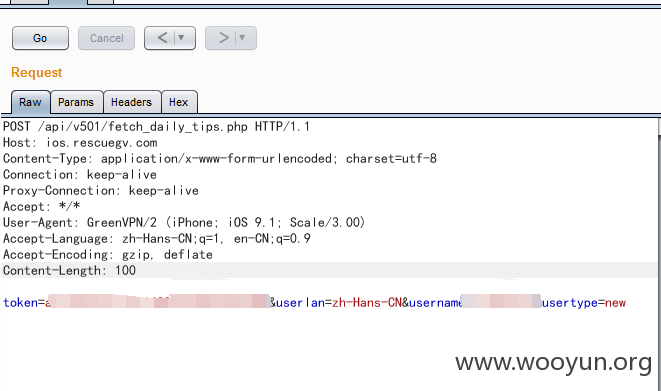 Go Cancel < >
Request
Raw Params Headers Hex
POST /api/v501/fetch_daily_tips.php HTTP/1.1
Host: ios.rescuegv.com
Content-Type: application/x-www-form-urlencoded; charset=utf-8
Connection: keep-alive
Proxy-Connection: keep-alive
Accept: */*
User-Agent: GreenVPN/2 (iPhone; iOS 9.1; Scale/3.00)
Accept-Language: zh-Hans-CN;q=1, en-CN;q=0.9
Accept-Encoding: gzip, deflate
Content-Length: 100
token=a &userlan=zh-Hans-CN&username usertype=new
www.wooyun.org